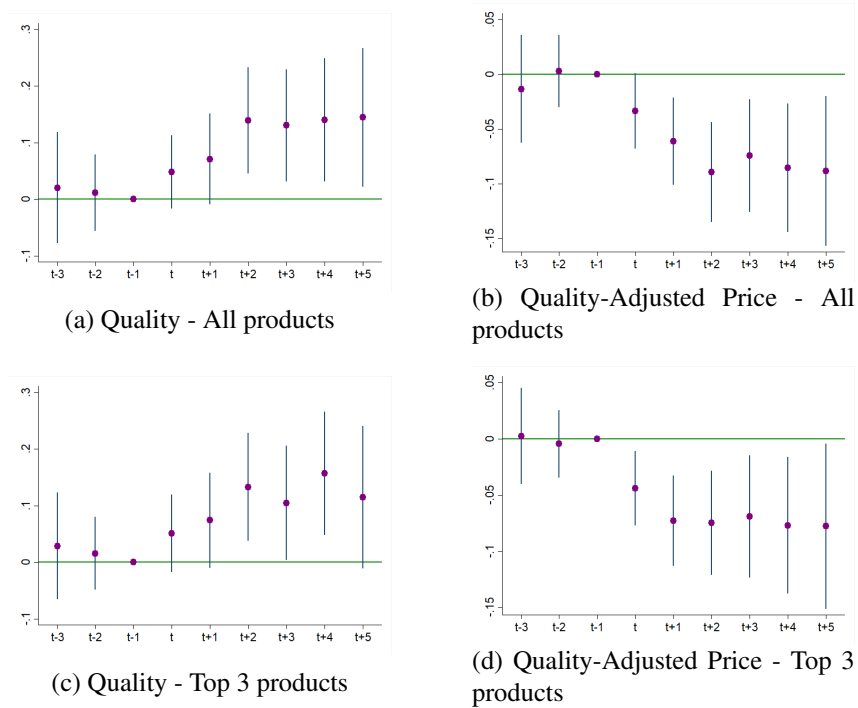 .3
.2
.1
0
-.1
t-3 t-2 t-1 t t+1 t+2 t+3 t+4 t+5
(a) Quality - All products
.05
0
-.05
-.1
-.15
t-3 t-2 t-1 t t+1 t+2 t+3 t+4 t+5
(b) Quality-Adjusted Price - All
products
.3
.2
.1
0
-.1
t-3 t-2 t-1 t t+1 t+2 t+3 t+4 t+5
(c) Quality - Top 3 products
.05
0
-.05
-.1
-.15
t-3 t-2 t-1 t t+1 t+2 t+3 t+4 t+5
(d) Quality-Adjusted Price - Top 3
products